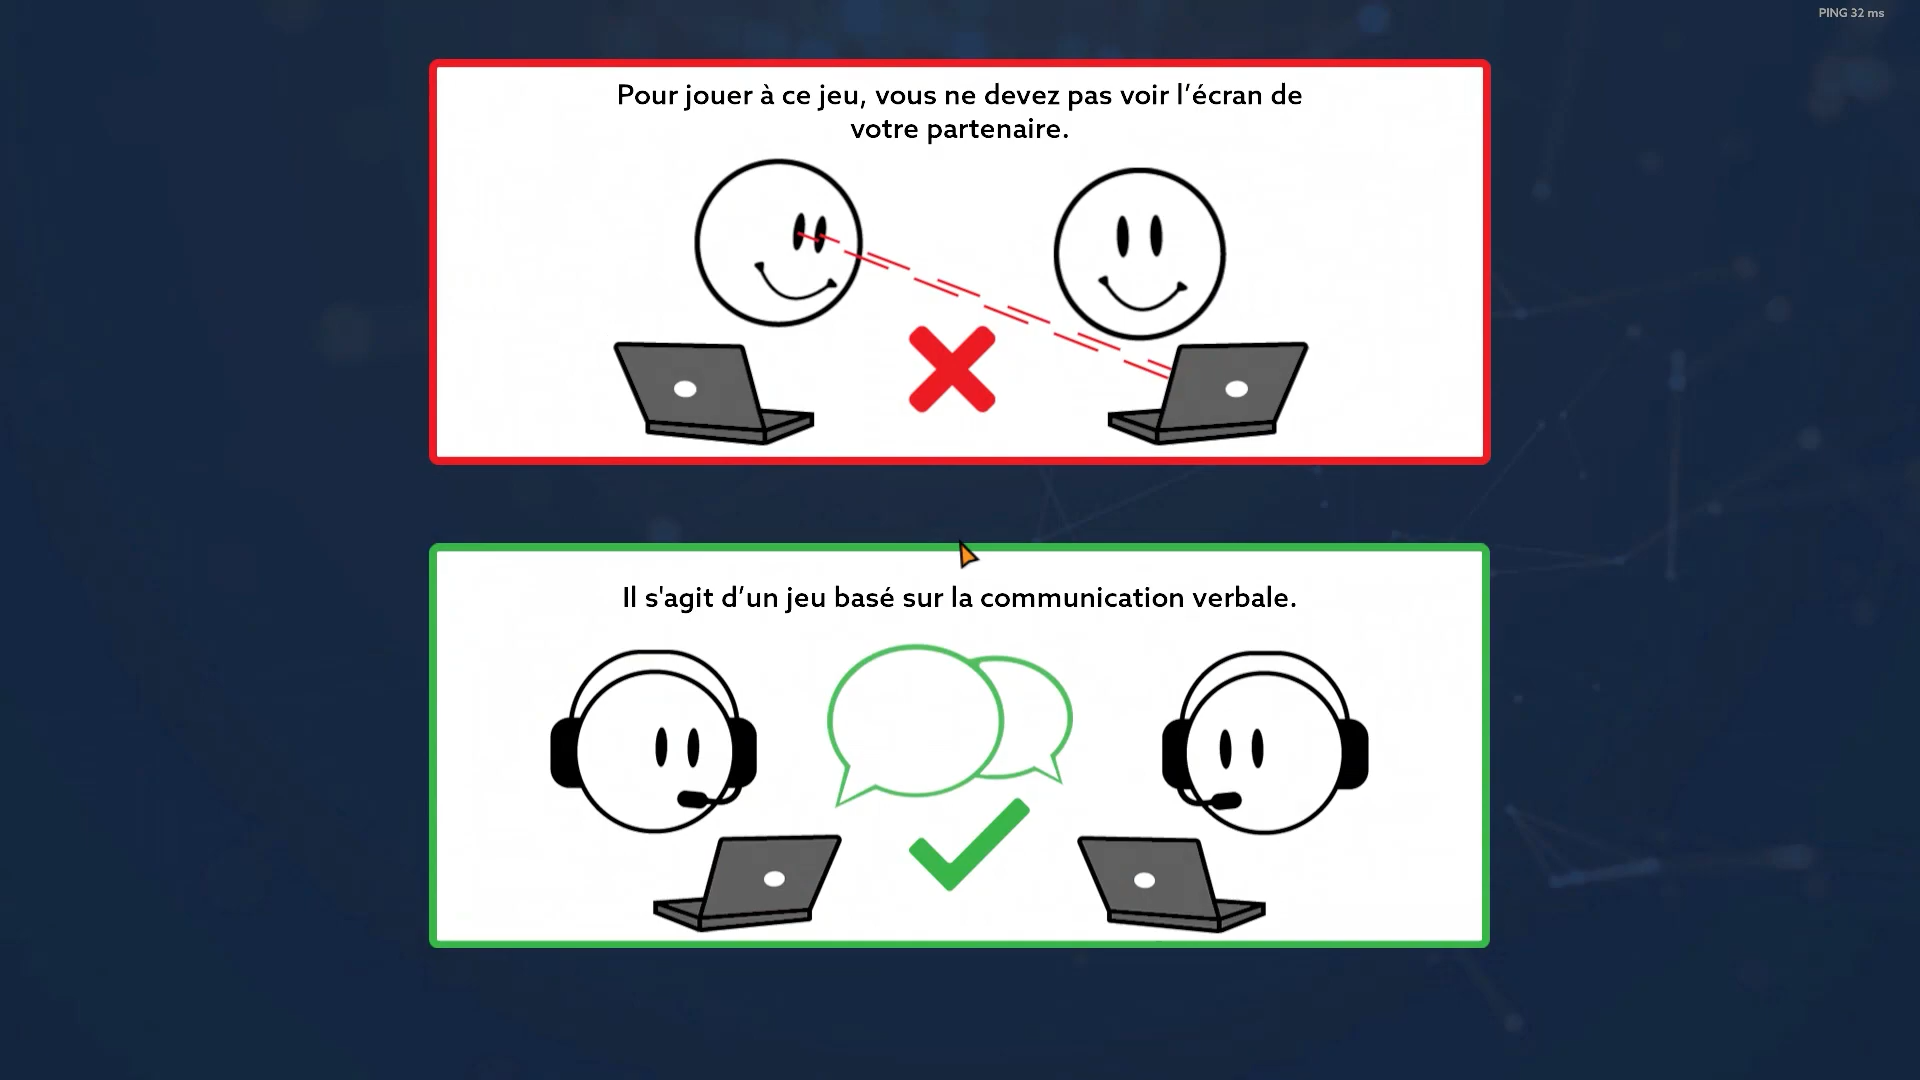 PING 32 ms
Pour jouer à ce jeu, vous ne devez pas voir l’écran de
votre partenaire.
Il s'agit d’un jeu basé sur la communication verbale.